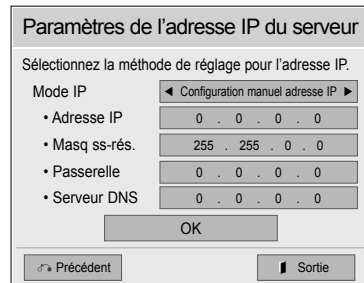 Paramètres de l’adresse IP du serveur
Sélectionnez la méthode de réglage pour l’adresse IP.
Mode IP ◀ Configuration manuel adresse IP ▶
• Adresse IP 0 . 0 . 0 . 0
• Masq ss-rés. 255 . 255 . 0 . 0
• Passerelle 0 . 0 . 0 . 0
• Serveur DNS 0 . 0 . 0 . 0
OK
Précédent Sortie